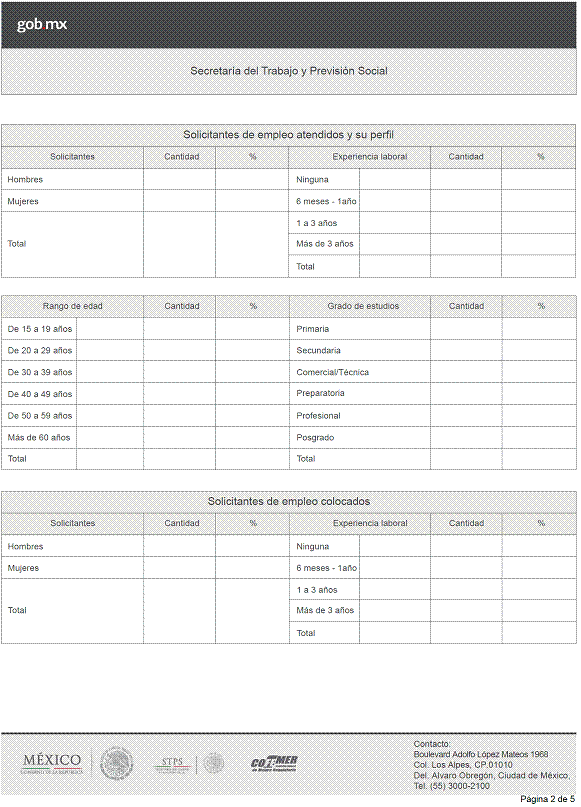 gob.mx
Secretaría del Trabajo y Previsión Social
Solicitantes de empleo atendidos y su perfil
Solicitantes Cantidad % Experiencia laboral Cantidad %
Hombres Ninguna
Mujeres 6 meses - 1año
1 a 3 años
Total Más de 3 años
Total
Rango de edad Cantidad % Grado de estudios Cantidad %
De 15 a 19 años Primaria
De 20 a 29 años Secundaria
De 30 a 39 años Comercial/Técnica
De 40 a 49 años Preparatoria
De 50 a 59 años Profesional
Más de 60 años Posgrado
Total Total
Solicitantes de empleo colocados
Solicitantes Cantidad % Experiencia laboral Cantidad %
Hombres Ninguna
Mujeres 6 meses - 1año
1 a 3 años
Total Más de 3 años
Total
MÉXICO
GOBIERNO DE LA REPÚBLICA
STPS
COFEMER
Contacto:
Boulevard Adolfo López Mateos 1968
Col. Los Alpes, CP.01010
Del. Álvaro Obregón, Ciudad de México,
Tel. (55) 3000-2100
Página 2 de 5